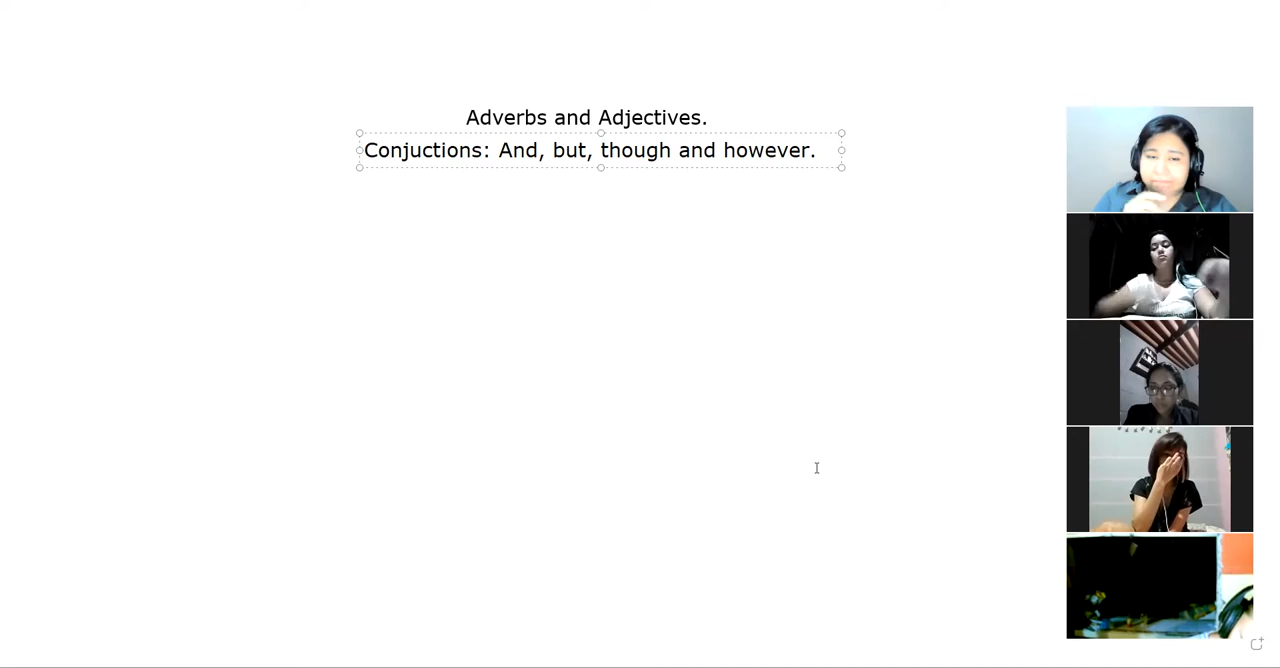 Adverbs and Adjectives.
Conjuctions: And, but, though and however.